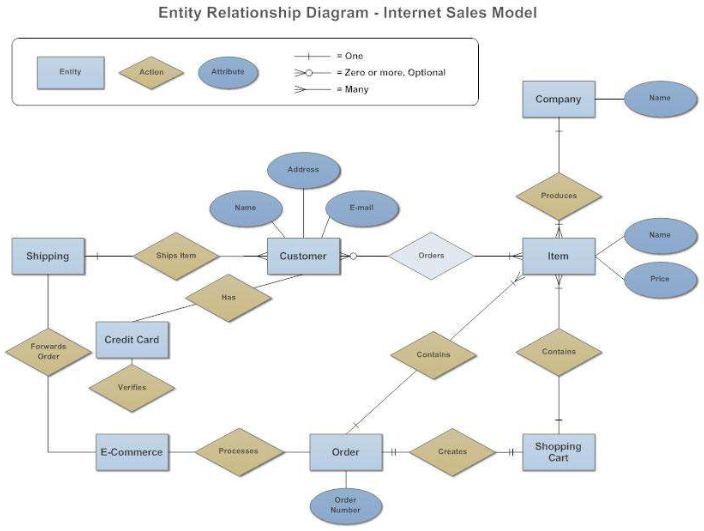 Entity Relationship Diagram - Internet Sales Model
Entity
Action
Attribute
= One
= Zero or more, Optional
= Many
Company
Name
Produces
Address
Name
E-mail
Name
Shipping
Ships Item
Customer
Orders
Item
Price
Has
Credit Card
Forwards
Order
Contains
Contains
Verifies
E-Commerce
Processes
Order
Creates
Shopping
Cart
Order
Number